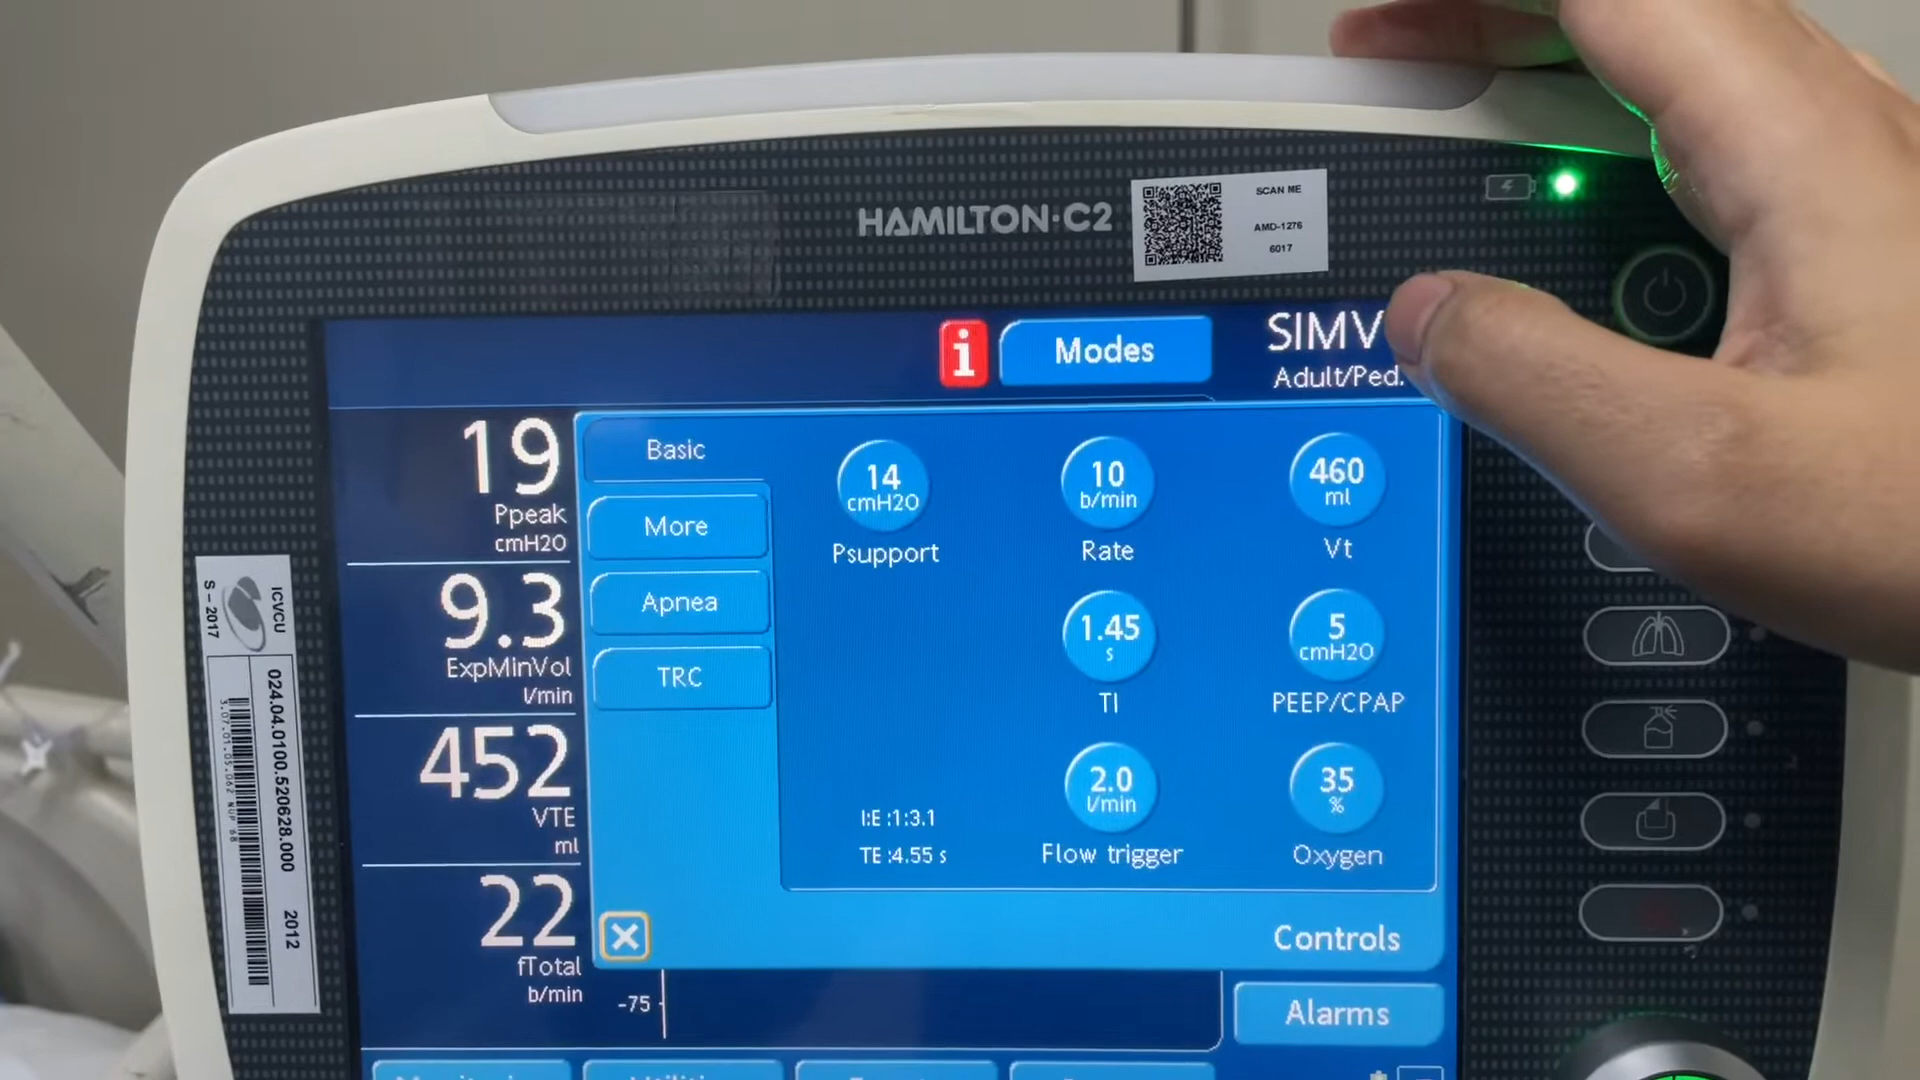 HAMILTON·C2
SCAN ME
AMD-1276
6017
i
Modes
SIMV
Adult/Ped.
19
Ppeak
cmH2O
9.3
ExpMinVol
l/min
452
VTE
ml
22
fTotal
b/min
Basic
More
Apnea
TRC
14
cmH2O
Psupport
10
b/min
Rate
460
ml
Vt
1.45
s
TI
5
cmH2O
PEEP/CPAP
I:E :1:3.1
TE :4.55 s
2.0
l/min
Flow trigger
35
%
Oxygen
Controls
-75
Alarms
ICVCU
S - 2017
024.04.0100.520628.000
2012